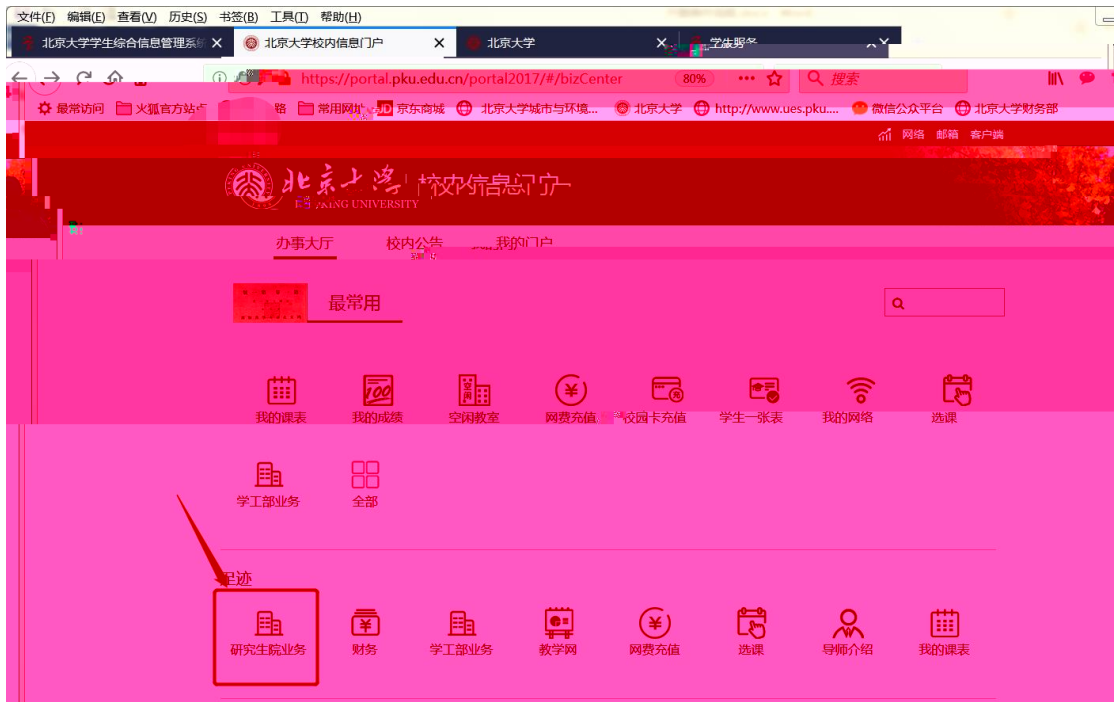 文件(F) 编辑(E) 查看(V) 历史(S) 书签(B) 工具(T) 帮助(H)
北京大学学生综合信息管理系统 北京大学校内信息门户 北京大学 学生服务
https://portal.pku.edu.cn/portal2017/#/bizCenter 80% 搜索
最常访问 火狐官方站点 常用网址 JD 京东商城 北京大学城市与环境... 北京大学 http://www.ues.pku.... 微信公众平台 北京大学财务部
网络 邮箱 客户端
北京大学 校内信息门户
PEKING UNIVERSITY
办事大厅 校内公告 我的门户
最常用
我的课表 我的成绩 空闲教室 网费充值 校园卡充值 学生一张表 我的网络 选课
学工部业务 全部
足迹
研究生院业务 财务 学工部业务 教学网 网费充值 选课 导师介绍 我的课表